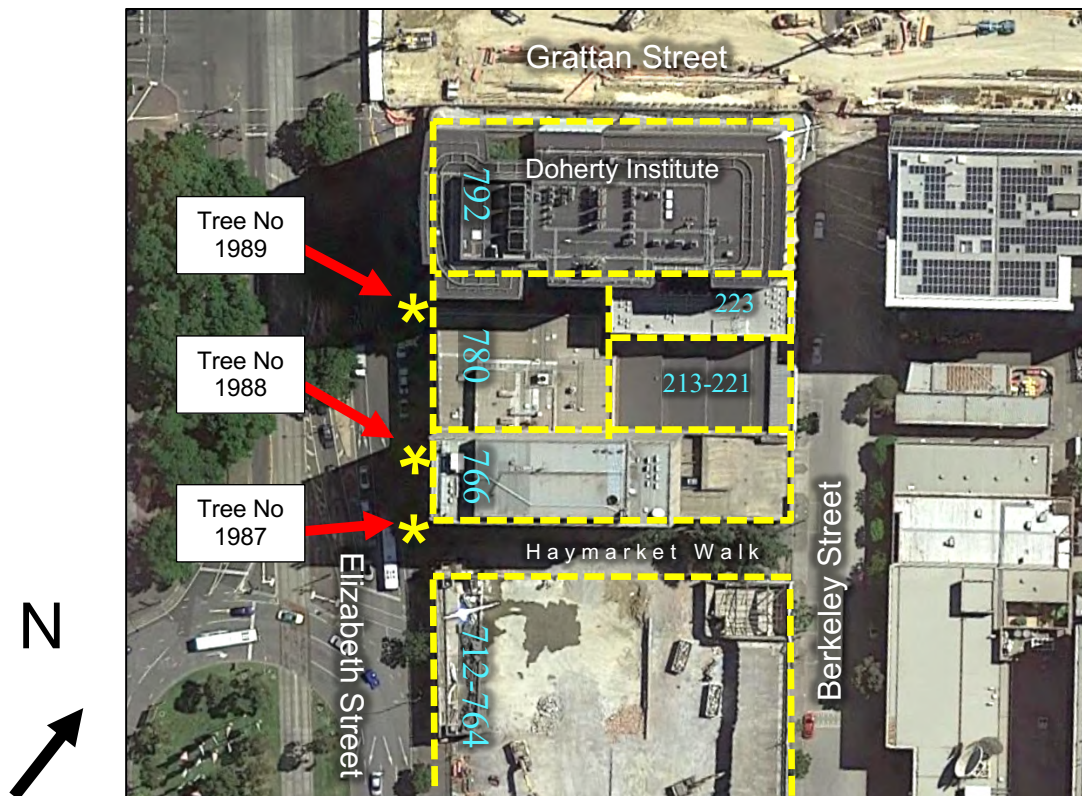 Grattan Street
Doherty Institute
792
Tree No
1989
223
Tree No
1988
780
213-221
766
Tree No
1987
Haymarket Walk
N
Elizabeth Street
712-764
Berkeley Street